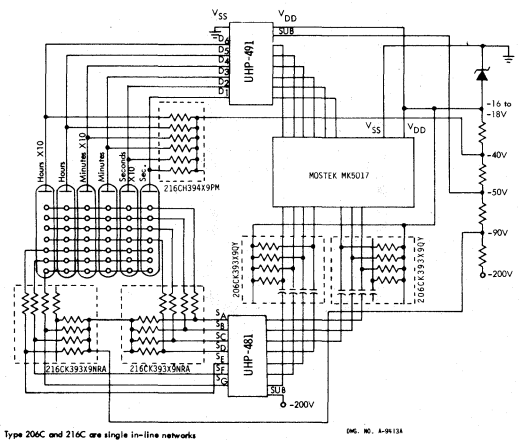 VSS
VDD
SUB
D6
D5
D4
D3
D2
D1
UHP-491
Hours X10
Hours
Minutes X10
Minutes
Seconds X10
Sec.
216CH394X9PM
VSS
VDD
MOSTEK MK5017
-16 to
-18V
-40V
-50V
-90V
-200V
206CK393X9QY
206CK393X9QY
216CK393X9NRA
216CK393X9NRA
SA
SB
SC
SD
SE
SF
SG
UHP-481
SUB
-200V
Type 206C and 216C are single in-line networks
DWG. NO. A-9413A